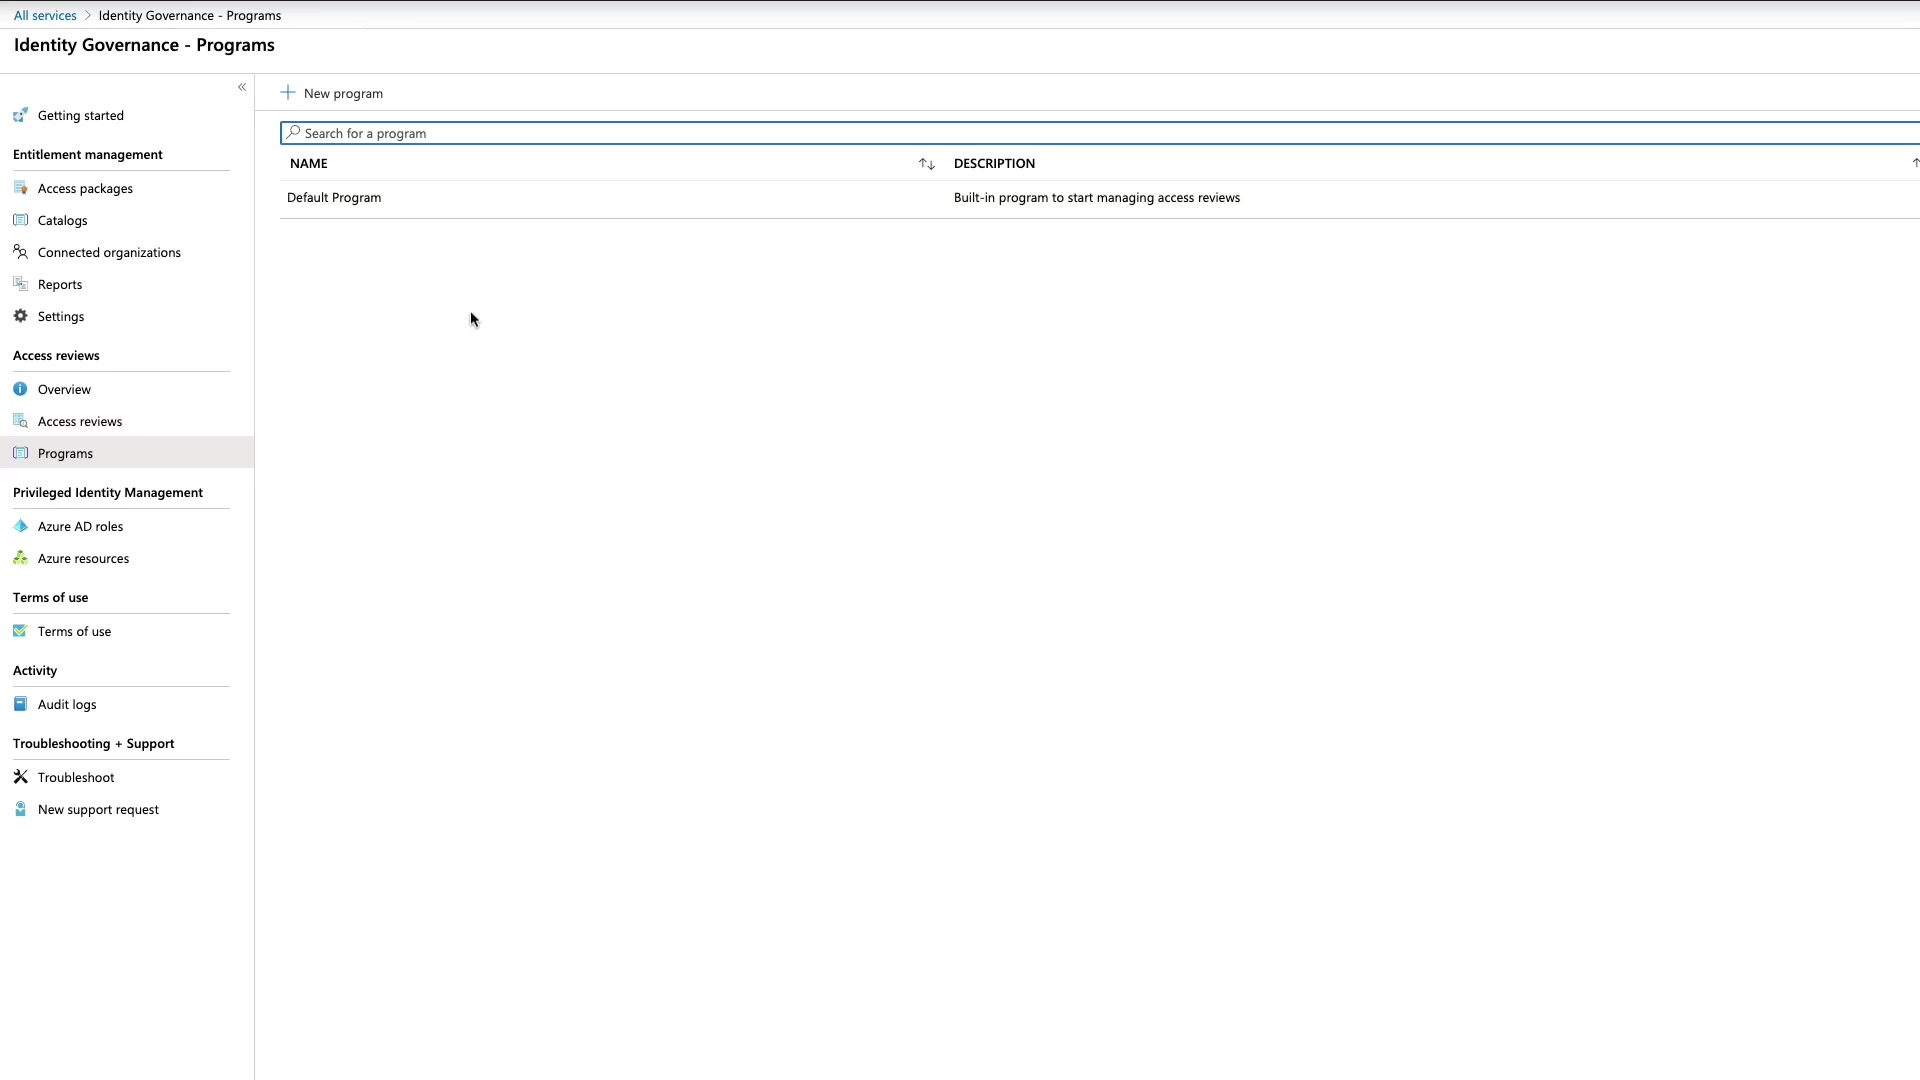 All services > Identity Governance - Programs
Identity Governance - Programs
«
Getting started
Entitlement management
Access packages
Catalogs
Connected organizations
Reports
Settings
Access reviews
Overview
Access reviews
Programs
Privileged Identity Management
Azure AD roles
Azure resources
Terms of use
Terms of use
Activity
Audit logs
Troubleshooting + Support
Troubleshoot
New support request
New program
Search for a program
NAME DESCRIPTION
Default Program Built-in program to start managing access reviews